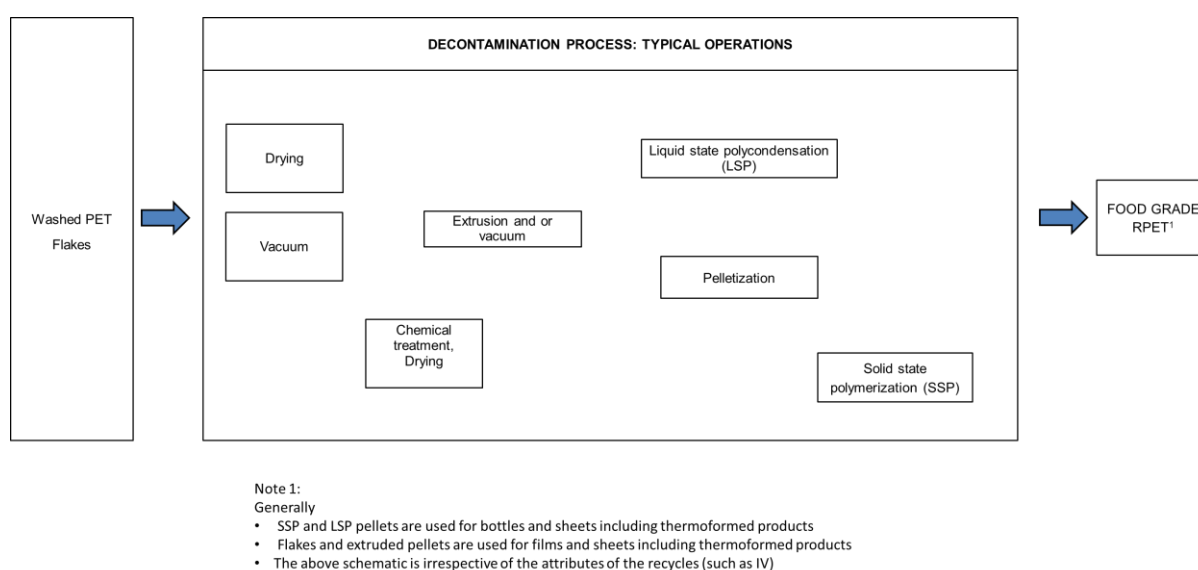 DECONTAMINATION PROCESS: TYPICAL OPERATIONS
Washed PET
Flakes
Drying
Vacuum
Chemical
treatment,
Drying
Extrusion and or
vacuum
Liquid state polycondensation
(LSP)
Pelletization
Solid state
polymerization (SSP)
FOOD GRADE
RPET¹
Note 1:
Generally
• SSP and LSP pellets are used for bottles and sheets including thermoformed products
• Flakes and extruded pellets are used for films and sheets including thermoformed products
• The above schematic is irrespective of the attributes of the recycles (such as IV)